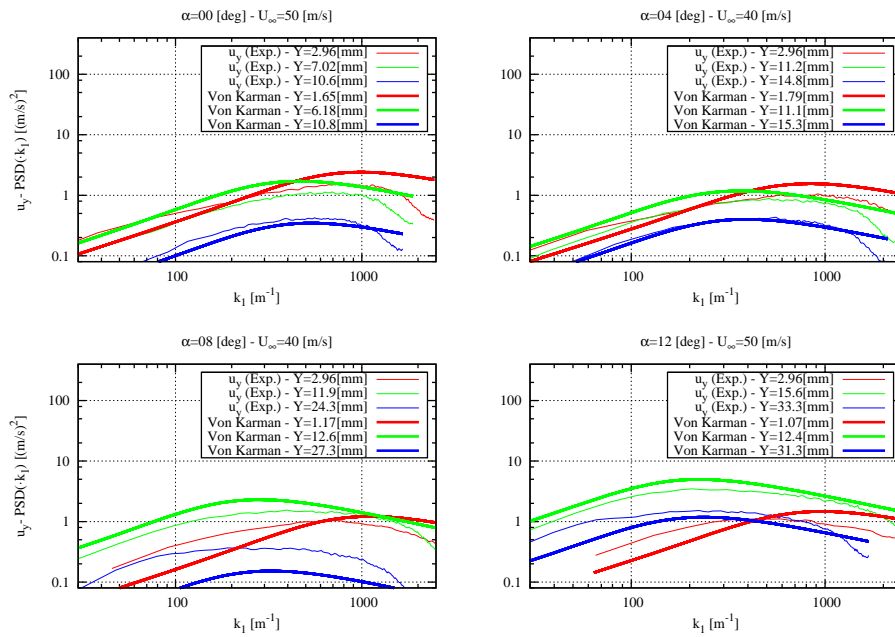 α=00 [deg] - U∞=50 [m/s]
u_y (Exp.) - Y=2.96[mm]
u_y (Exp.) - Y=7.02[mm]
u_y (Exp.) - Y=10.6[mm]
Von Karman - Y=1.65[mm]
Von Karman - Y=6.18[mm]
Von Karman - Y=10.8[mm]
100
10
1
0.1
u_y- PSD(·k_1) [(m/s)^2]
100 1000
k_1 [m^-1]
α=04 [deg] - U∞=40 [m/s]
u_y (Exp.) - Y=2.96[mm]
u_y (Exp.) - Y=11.2[mm]
u_y (Exp.) - Y=14.8[mm]
Von Karman - Y=1.79[mm]
Von Karman - Y=11.1[mm]
Von Karman - Y=15.3[mm]
100
10
1
0.1
100 1000
k_1 [m^-1]
α=08 [deg] - U∞=40 [m/s]
u_y (Exp.) - Y=2.96[mm]
u_y (Exp.) - Y=11.9[mm]
u_y (Exp.) - Y=24.3[mm]
Von Karman - Y=1.17[mm]
Von Karman - Y=12.6[mm]
Von Karman - Y=27.3[mm]
100
10
1
0.1
u_y- PSD(·k_1) [(m/s)^2]
100 1000
k_1 [m^-1]
α=12 [deg] - U∞=50 [m/s]
u_y (Exp.) - Y=2.96[mm]
u_y (Exp.) - Y=15.6[mm]
u_y (Exp.) - Y=33.3[mm]
Von Karman - Y=1.07[mm]
Von Karman - Y=12.4[mm]
Von Karman - Y=31.3[mm]
100
10
1
0.1
100 1000
k_1 [m^-1]